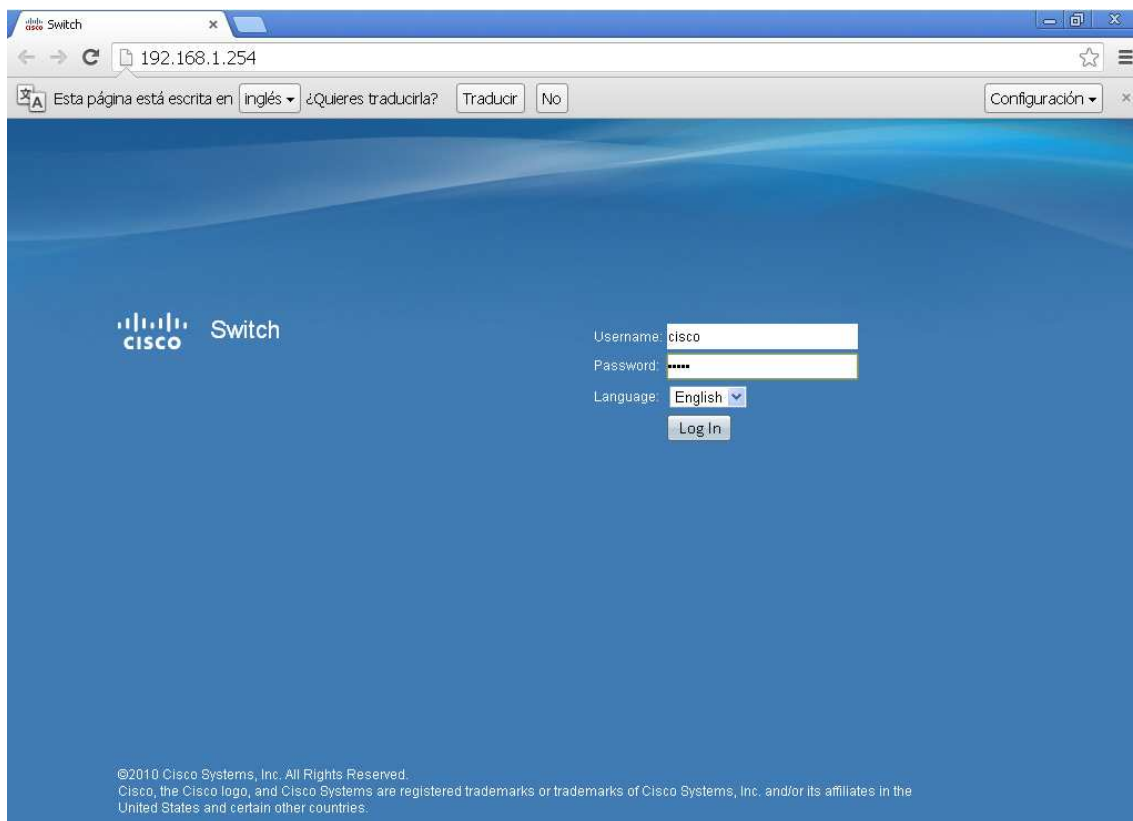 Switch
192.168.1.254
Esta página está escrita en inglés ¿Quieres traducirla? Traducir No Configuración
cisco Switch
Username: cisco
Password: •••••
Language: English
Log In
©2010 Cisco Systems, Inc. All Rights Reserved.
Cisco, the Cisco logo, and Cisco Systems are registered trademarks or trademarks of Cisco Systems, Inc. and/or its affiliates in the
United States and certain other countries.